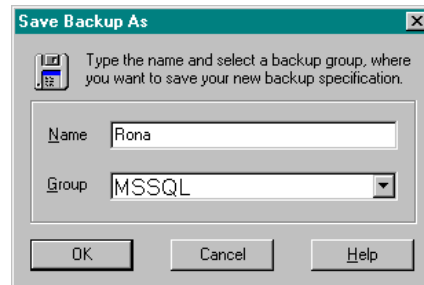 Save Backup As
Type the name and select a backup group, where
you want to save your new backup specification.
Name Rona
Group MSSQL
OK Cancel Help